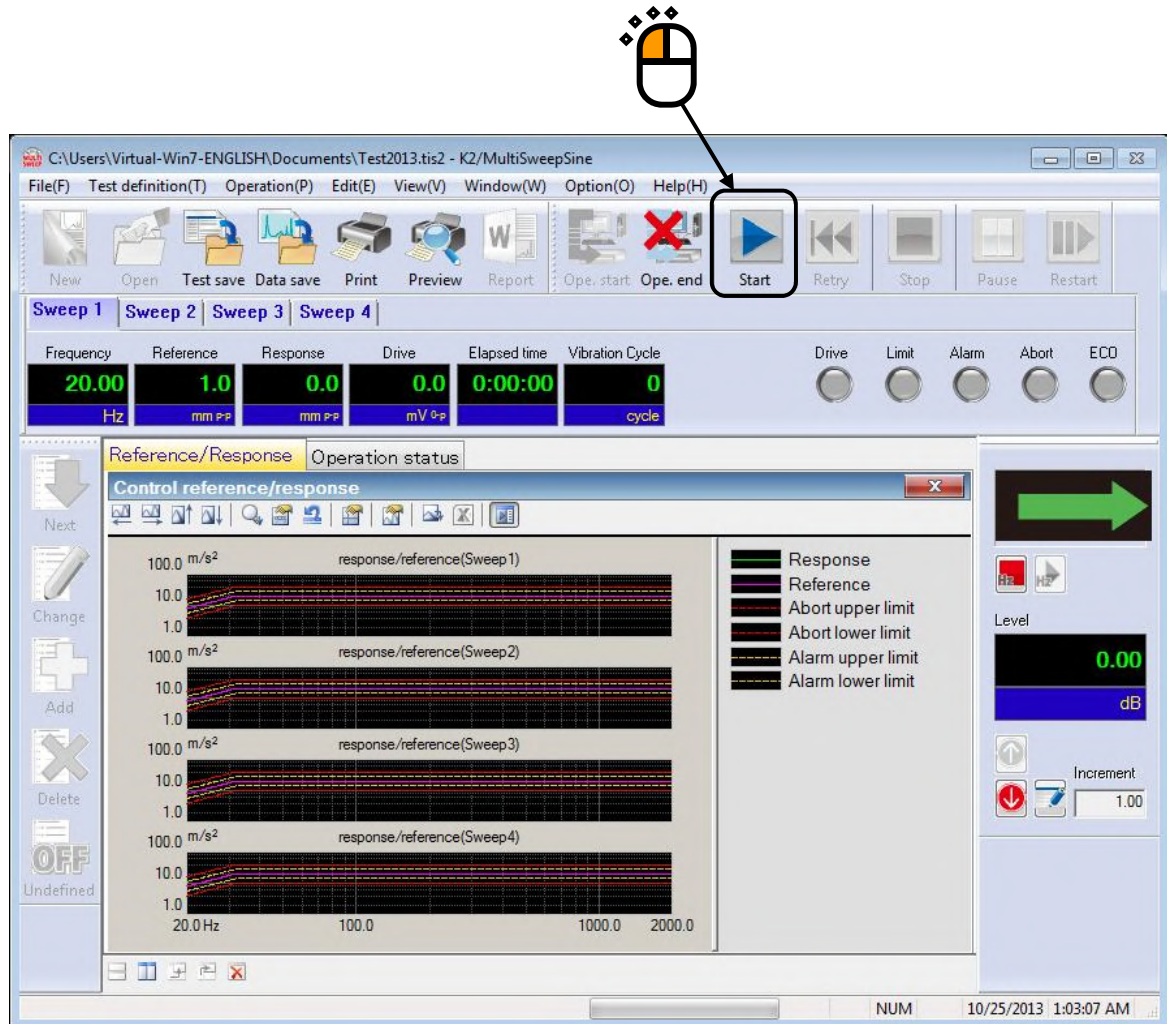 C:\Users\Virtual-Win7-ENGLISH\Documents\Test2013.tis2 - K2/MultiSweepSine
File(F) Test definition(T) Operation(P) Edit(E) View(V) Window(W) Option(O) Help(H)
W
New Open Test save Data save Print Preview Report Ope. start Ope. end Start Retry Stop Pause Restart
Sweep 1 Sweep 2 Sweep 3 Sweep 4
Frequency Reference Response Drive Elapsed time Vibration Cycle Drive Limit Alarm Abort ECO
20.00 1.0 0.0 0.0 0:00:00 0
Hz mm P-P mm P-P mV 0-P cycle
Reference/Response Operation status
Control reference/response
Next
Change
Add
Delete
OFF
Undefined
100.0 m/s² response/reference(Sweep1)
10.0
1.0
100.0 m/s² response/reference(Sweep2)
10.0
1.0
100.0 m/s² response/reference(Sweep3)
10.0
1.0
100.0 m/s² response/reference(Sweep4)
10.0
1.0
20.0 Hz 100.0 1000.0 2000.0
Response
Reference
Abort upper limit
Abort lower limit
Alarm upper limit
Alarm lower limit
Hz Hz
Level
0.00
dB
Increment
1.00
NUM 10/25/2013 1:03:07 AM